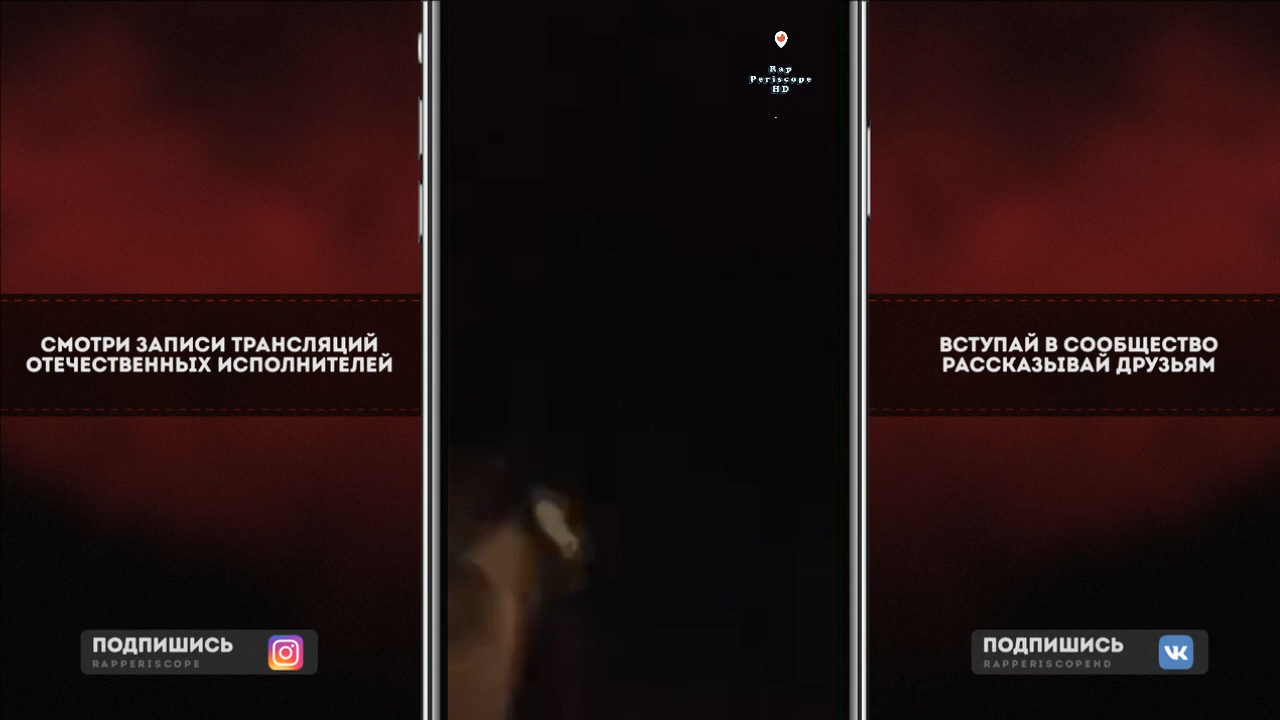 Rap
Periscope
HD
СМОТРИ ЗАПИСИ ТРАНСЛЯЦИЙ
ОТЕЧЕСТВЕННЫХ ИСПОЛНИТЕЛЕЙ
ВСТУПАЙ В СООБЩЕСТВО
РАССКАЗЫВАЙ ДРУЗЬЯМ
ПОДПИШИСЬ
RAPPERISCOPE
ПОДПИШИСЬ
RAPPERISCOPEHD